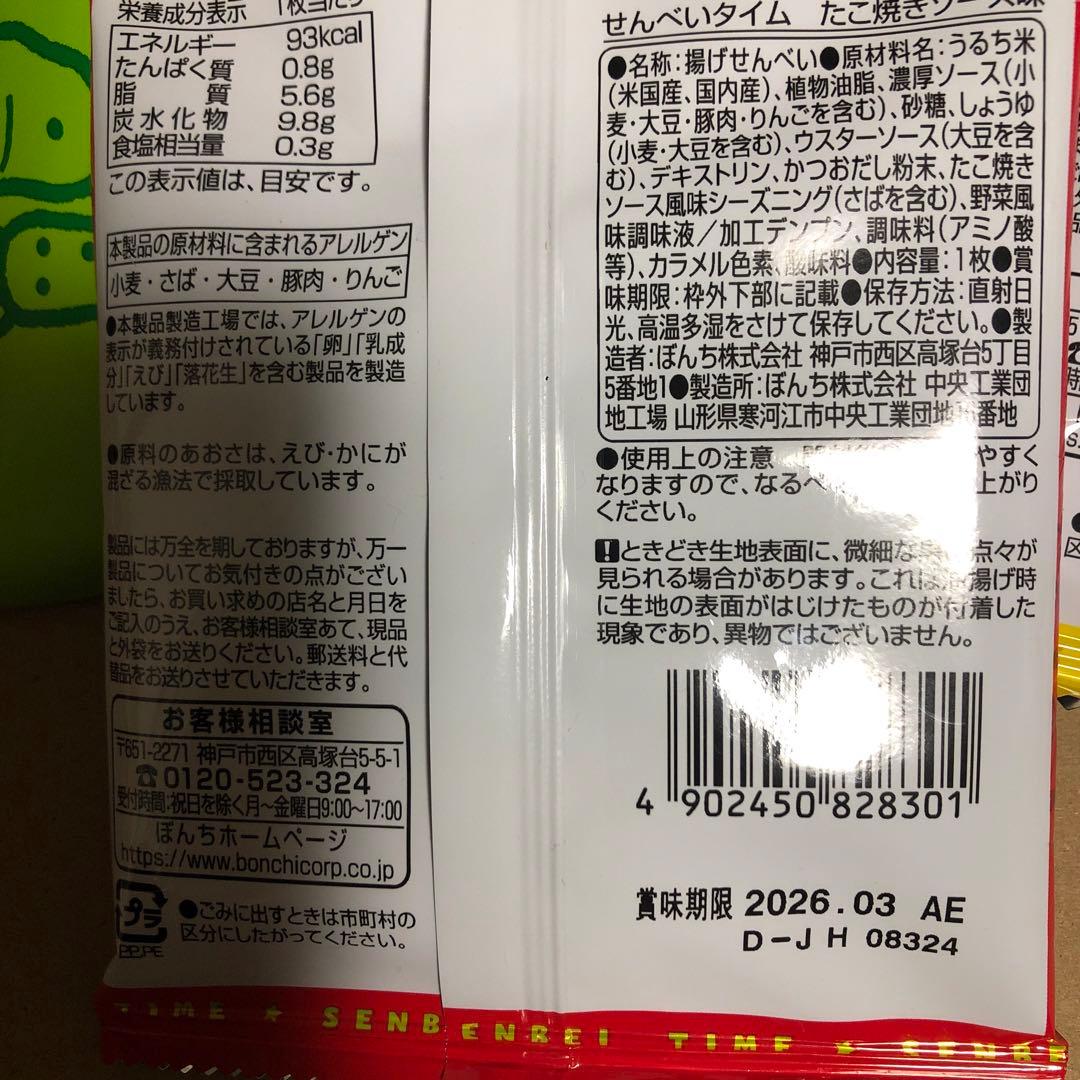 栄養成分表示 1枚当たり
エネルギー 93kcal
たんぱく質 0.8g
脂質 5.6g
炭水化物 9.8g
食塩相当量 0.3g
この表示値は、目安です。
本製品の原材料に含まれるアレルゲン
小麦・さば・大豆・豚肉・りんご
●本製品製造工場では、アレルゲンの
表示が義務付けされている「卵」「乳成
分」「えび」「落花生」を含む製品を製造
しています。
●原料のあおさは、えび・かにが
混ざる漁法で採取しています。
製品には万全を期しておりますが、万一
製品についてお気付きの点がござい
ましたら、お買い求めの店名と月日を
ご記入のうえ、お客様相談室あて、現品
と外袋をお送りください。郵送料と代
替品をお送りさせていただきます。
お客様相談室
〒651-2271 神戸市西区高塚台5-5-1
☎0120-523-324
受付時間:祝日を除く月～金曜日9:00～17:00
ぼんちホームページ
https://www.bonchicorp.co.jp
プラ
PP,PE
●ごみに出すときは市町村の
区分にしたがってください。
せんべいタイム たこ焼きソース味
●名称:揚げせんべい●原材料名:うるち米
(米国産、国内産)、植物油脂、濃厚ソース(小
麦・大豆・豚肉・りんごを含む)、砂糖、しょうゆ
(小麦・大豆を含む)、ウスターソース(大豆を含
む)、デキストリン、かつおだし粉末、たこ焼き
ソース風味シーズニング(さばを含む)、野菜風
味調味液/加工デンプン、調味料(アミノ酸
等)、カラメル色素、酸味料●内容量:1枚●賞
味期限:枠外下部に記載●保存方法:直射日
光、高温多湿をさけて保存してください。●製
造者:ぼんち株式会社 神戸市西区高塚台5丁目
5番地1●製造所:ぼんち株式会社 中央工業団
地工場 山形県寒河江市中央工業団地 番地
●使用上の注意 やすく
なりますので、なるべ 上がり
ください。
!ときどき生地表面に、微細な 点々が
見られる場合があります。これは 揚げ時
に生地の表面がはじけたものが付着した
現象であり、異物ではございません。
4 902450 828301
賞味期限 2026.03 AE
D-J H 08324
TIME ★ SENBENBEI TIME ★ SENBE